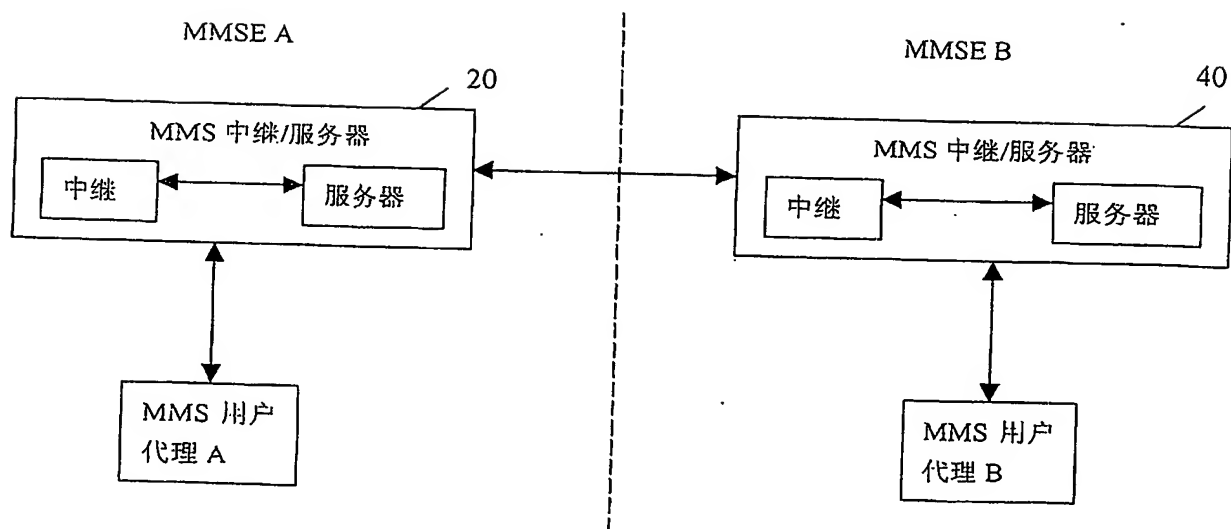 MMSE A
20
MMS 中继/服务器
中继
服务器
MMS 用户
代理 A
MMSE B
40
MMS 中继/服务器
中继
服务器
MMS 用户
代理 B